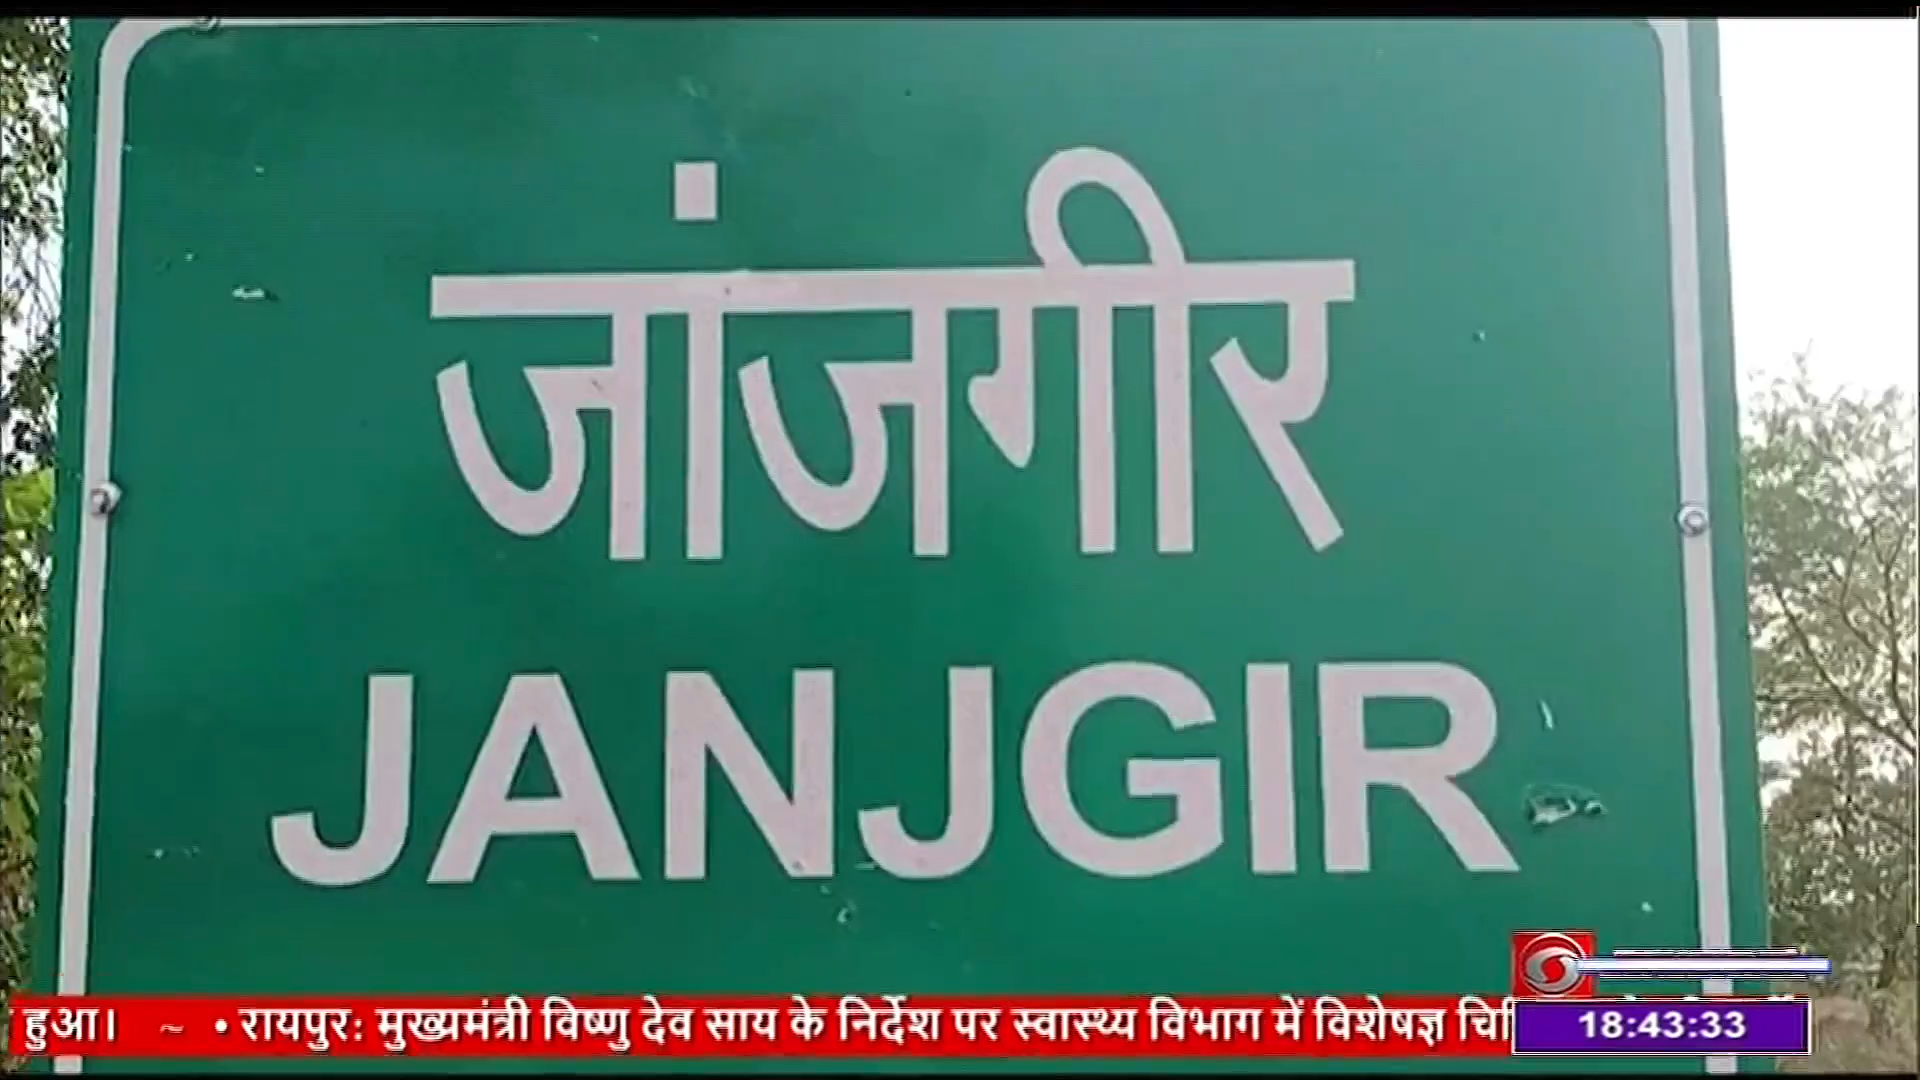 जांजगीर
JANJGIR
हुआ। ~ • रायपुर: मुख्यमंत्री विष्णु देव साय के निर्देश पर स्वास्थ्य विभाग में विशेषज्ञ
18:43:33